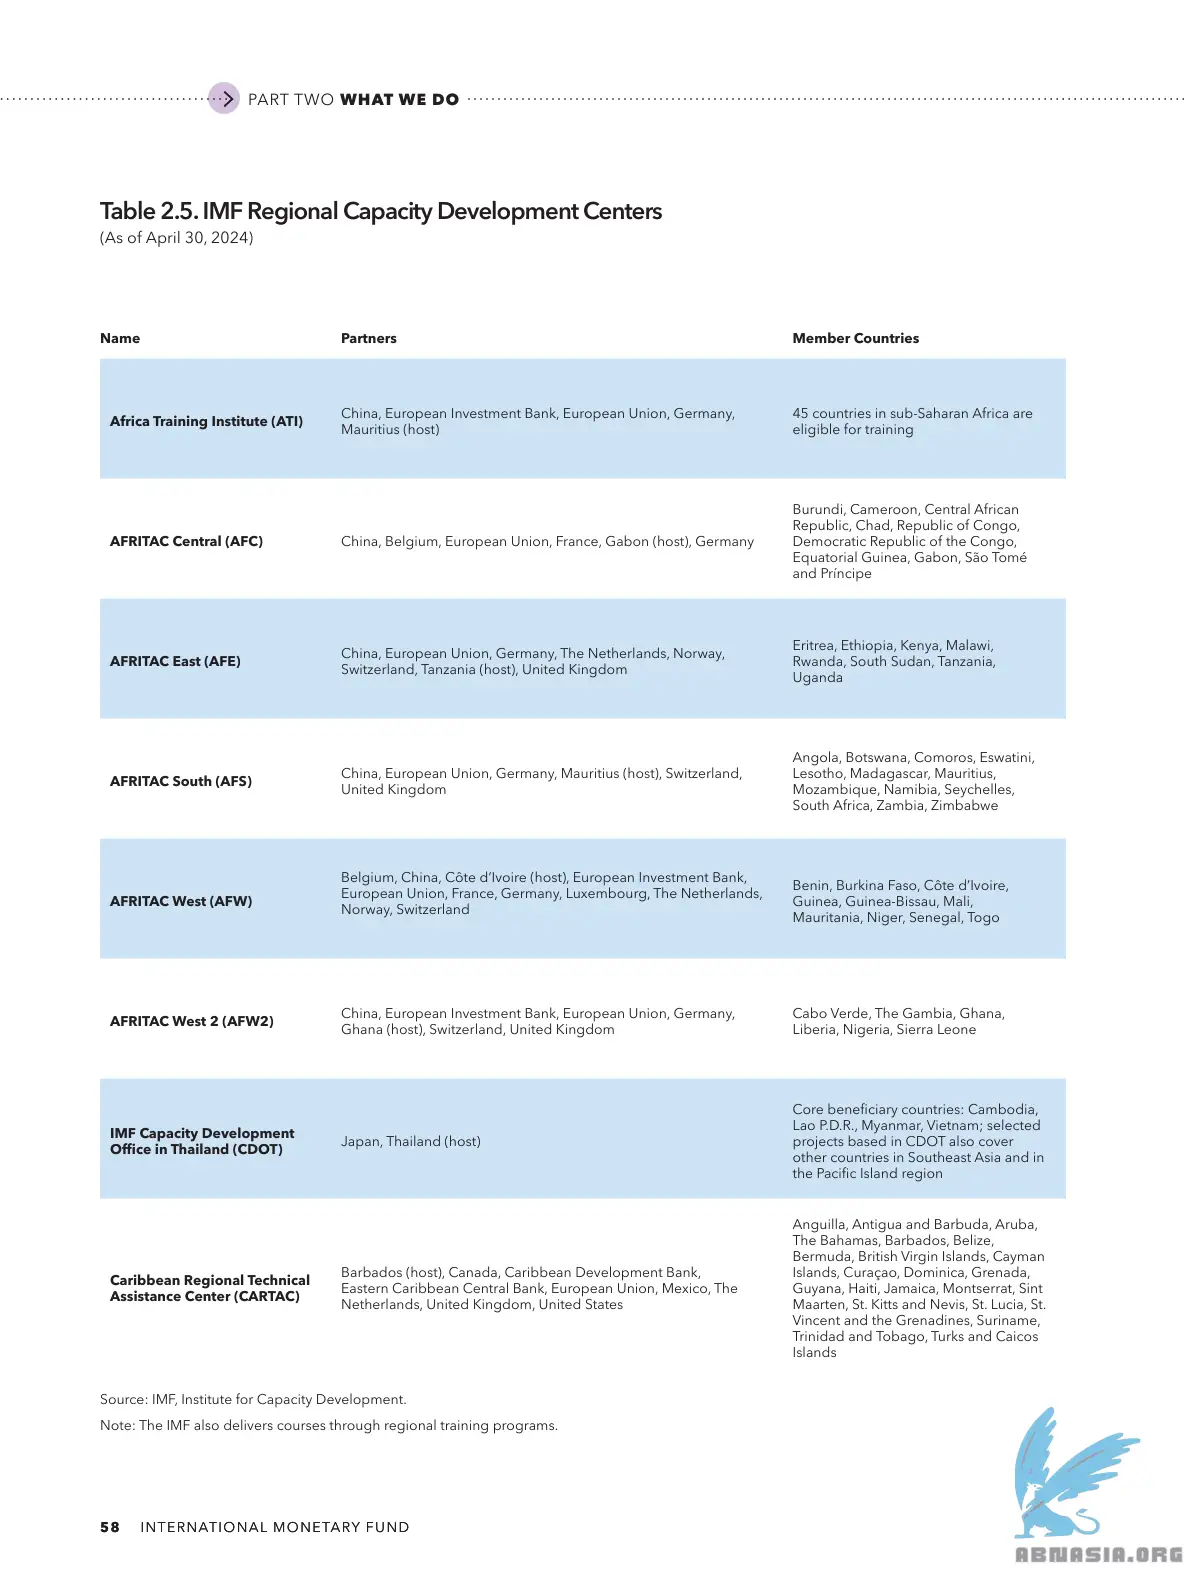 PART TWO WHAT WE DO
Table 2.5. IMF Regional Capacity Development Centers
(As of April 30, 2024)
Name
Partners
Member Countries
Africa Training Institute (ATI)
China, European Investment Bank, European Union, Germany,
Mauritius (host)
45 countries in sub-Saharan Africa are
eligible for training
AFRITAC Central (AFC)
China, Belgium, European Union, France, Gabon (host), Germany
Burundi, Cameroon, Central African
Republic, Chad, Republic of Congo,
Democratic Republic of the Congo,
Equatorial Guinea, Gabon, São Tomé
and Príncipe
AFRITAC East (AFE)
China, European Union, Germany, The Netherlands, Norway,
Switzerland, Tanzania (host), United Kingdom
Eritrea, Ethiopia, Kenya, Malawi,
Rwanda, South Sudan, Tanzania,
Uganda
AFRITAC South (AFS)
China, European Union, Germany, Mauritius (host), Switzerland,
United Kingdom
Angola, Botswana, Comoros, Eswatini,
Lesotho, Madagascar, Mauritius,
Mozambique, Namibia, Seychelles,
South Africa, Zambia, Zimbabwe
AFRITAC West (AFW)
Belgium, China, Côte d’Ivoire (host), European Investment Bank,
European Union, France, Germany, Luxembourg, The Netherlands,
Norway, Switzerland
Benin, Burkina Faso, Côte d’Ivoire,
Guinea, Guinea-Bissau, Mali,
Mauritania, Niger, Senegal, Togo
AFRITAC West 2 (AFW2)
China, European Investment Bank, European Union, Germany,
Ghana (host), Switzerland, United Kingdom
Cabo Verde, The Gambia, Ghana,
Liberia, Nigeria, Sierra Leone
IMF Capacity Development
Office in Thailand (CDOT)
Japan, Thailand (host)
Core beneficiary countries: Cambodia,
Lao P.D.R., Myanmar, Vietnam; selected
projects based in CDOT also cover
other countries in Southeast Asia and in
the Pacific Island region
Caribbean Regional Technical
Assistance Center (CARTAC)
Barbados (host), Canada, Caribbean Development Bank,
Eastern Caribbean Central Bank, European Union, Mexico, The
Netherlands, United Kingdom, United States
Anguilla, Antigua and Barbuda, Aruba,
The Bahamas, Barbados, Belize,
Bermuda, British Virgin Islands, Cayman
Islands, Curaçao, Dominica, Grenada,
Guyana, Haiti, Jamaica, Montserrat, Sint
Maarten, St. Kitts and Nevis, St. Lucia, St.
Vincent and the Grenadines, Suriname,
Trinidad and Tobago, Turks and Caicos
Islands
Source: IMF, Institute for Capacity Development.
Note: The IMF also delivers courses through regional training programs.
58 INTERNATIONAL MONETARY FUND
ABNASIA.ORG